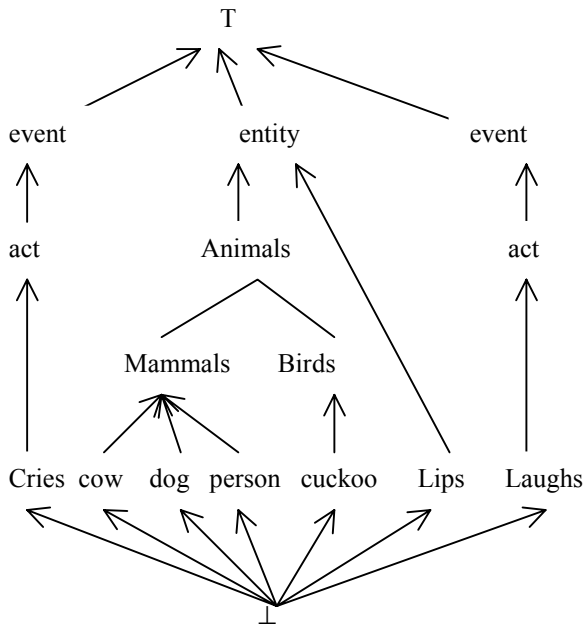 T
event entity event
act Animals act
Mammals Birds
Cries cow dog person cuckoo Lips Laughs
⊥